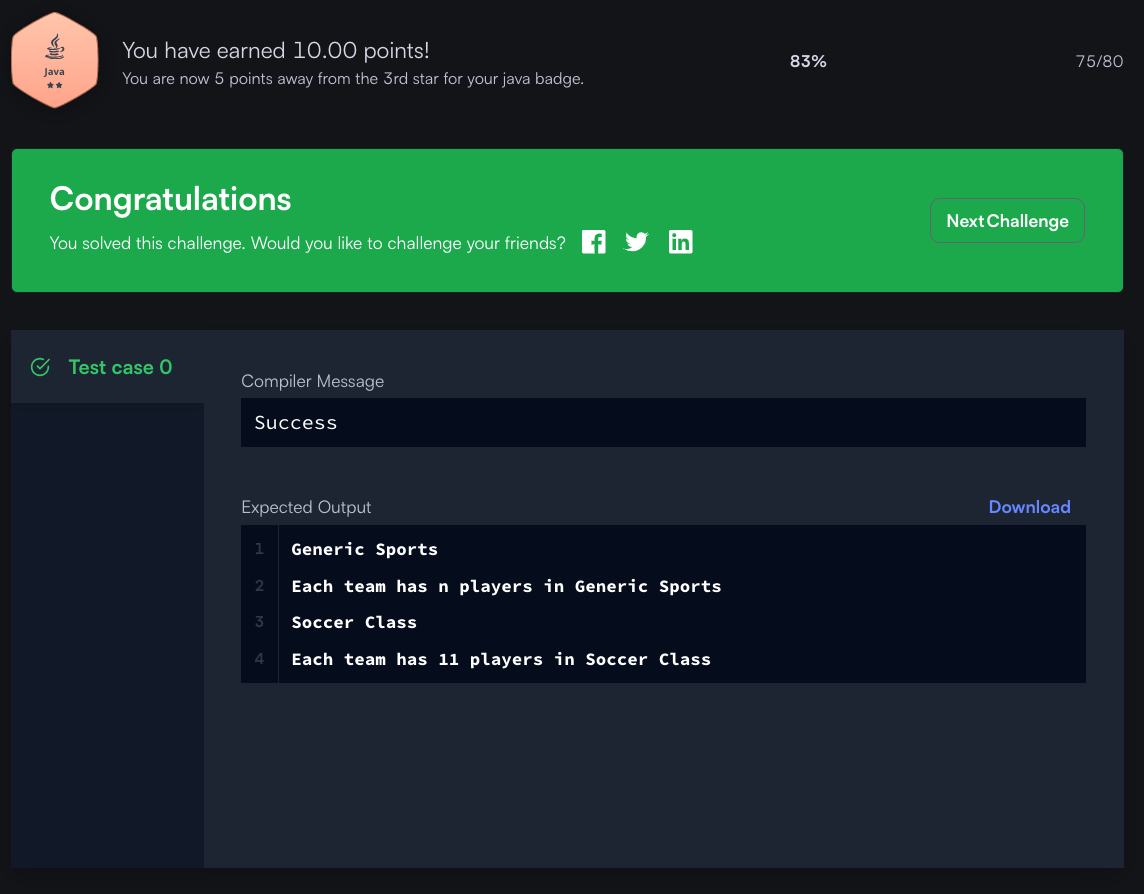 Java
You have earned 10.00 points!
You are now 5 points away from the 3rd star for your java badge.
83%
75/80
Congratulations
You solved this challenge. Would you like to challenge your friends?
Next Challenge
Test case 0
Compiler Message
Success
Expected Output
Download
1 Generic Sports
2 Each team has n players in Generic Sports
3 Soccer Class
4 Each team has 11 players in Soccer Class